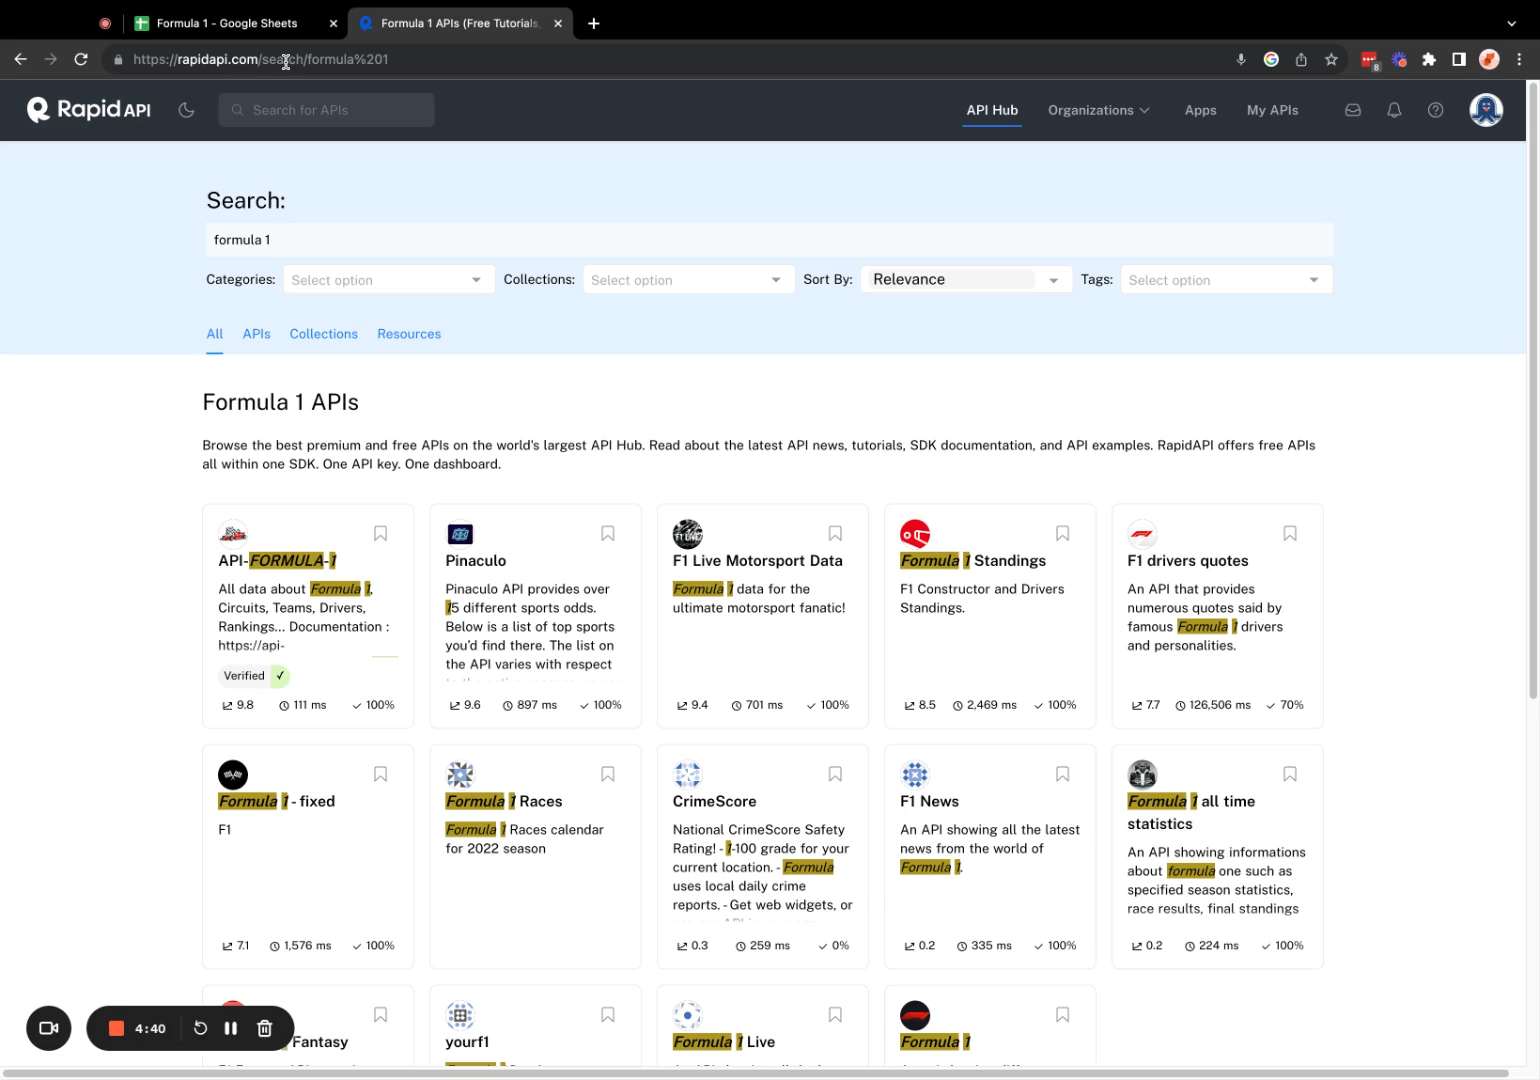 Formula 1 - Google Sheets
Formula 1 APIs (Free Tutorials,
https://rapidapi.com/search/formula%201
8
Rapid API
Search for APIs
API Hub
Organizations
Apps
My APIs
Search:
formula 1
Categories:
Select option
Collections:
Select option
Sort By:
Relevance
Tags:
Select option
All
APIs
Collections
Resources
Formula 1 APIs
Browse the best premium and free APIs on the world's largest API Hub. Read about the latest API news, tutorials, SDK documentation, and API examples. RapidAPI offers free APIs
all within one SDK. One API key. One dashboard.
API-FORMULA-1
All data about Formula 1,
Circuits, Teams, Drivers,
Rankings... Documentation :
https://api-
Verified ✓
9.8
111 ms
100%
Pinaculo
Pinaculo API provides over
15 different sports odds.
Below is a list of top sports
you'd find there. The list on
the API varies with respect
9.6
897 ms
100%
F1 LIVE
F1 Live Motorsport Data
Formula 1 data for the
ultimate motorsport fanatic!
9.4
701 ms
100%
Formula 1 Standings
F1 Constructor and Drivers
Standings.
8.5
2,469 ms
100%
F1 drivers quotes
An API that provides
numerous quotes said by
famous Formula 1 drivers
and personalities.
7.7
126,506 ms
70%
Formula 1 - fixed
F1
7.1
1,576 ms
100%
Formula 1 Races
Formula 1 Races calendar
for 2022 season
CrimeScore
National CrimeScore Safety
Rating! - 1-100 grade for your
current location. - Formula
uses local daily crime
reports. - Get web widgets, or
0.3
259 ms
0%
F1 News
An API showing all the latest
news from the world of
Formula 1.
0.2
335 ms
100%
Formula 1 all time
statistics
An API showing informations
about formula one such as
specified season statistics,
race results, final standings
0.2
224 ms
100%
Fantasy
yourf1
Formula 1 Live
Formula 1
4:40